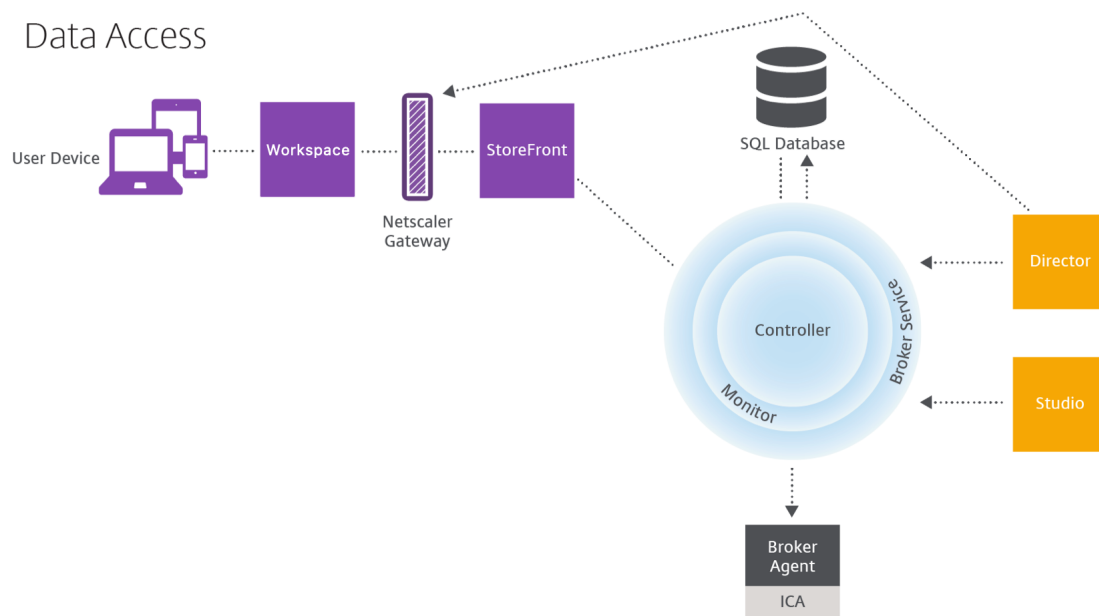 Data Access
User Device
Workspace
Netscaler
Gateway
StoreFront
SQL Database
Controller
Monitor
Broker Service
Director
Studio
Broker
Agent
ICA